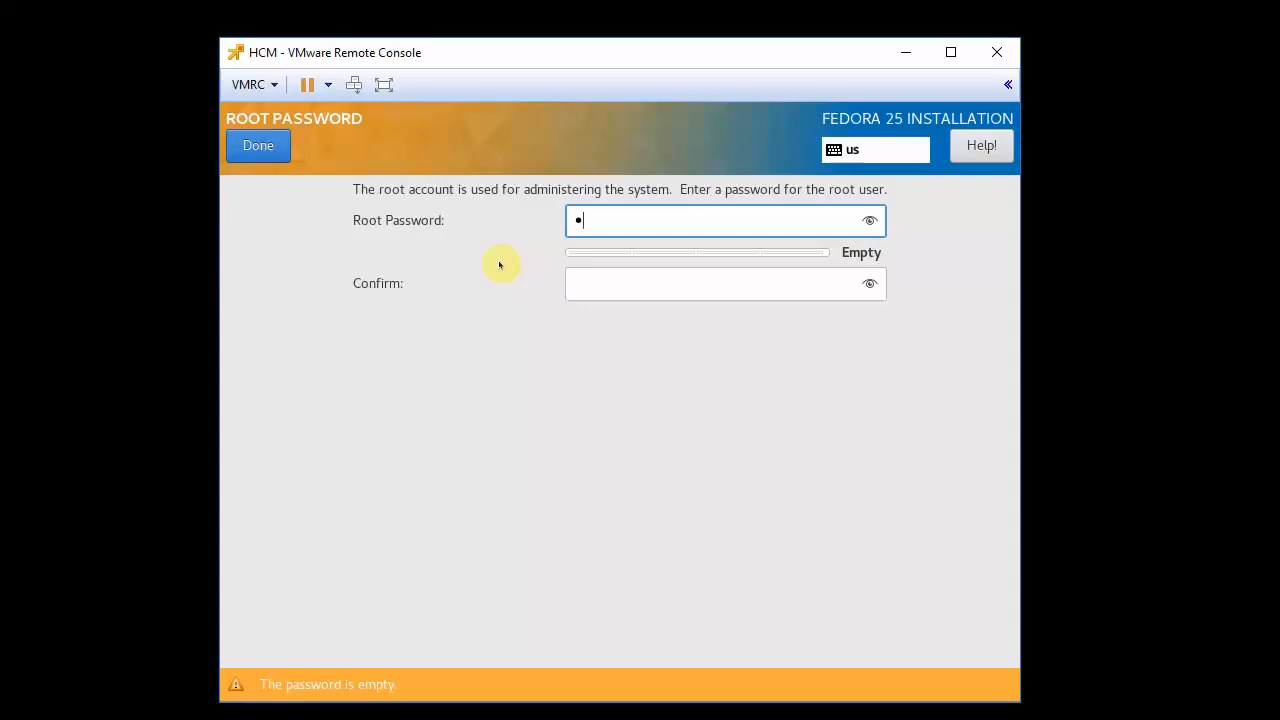 HCM - VMware Remote Console
VMRC
ROOT PASSWORD
FEDORA 25 INSTALLATION
Done
us
Help!
The root account is used for administering the system. Enter a password for the root user.
Root Password:
Empty
Confirm:
The password is empty.